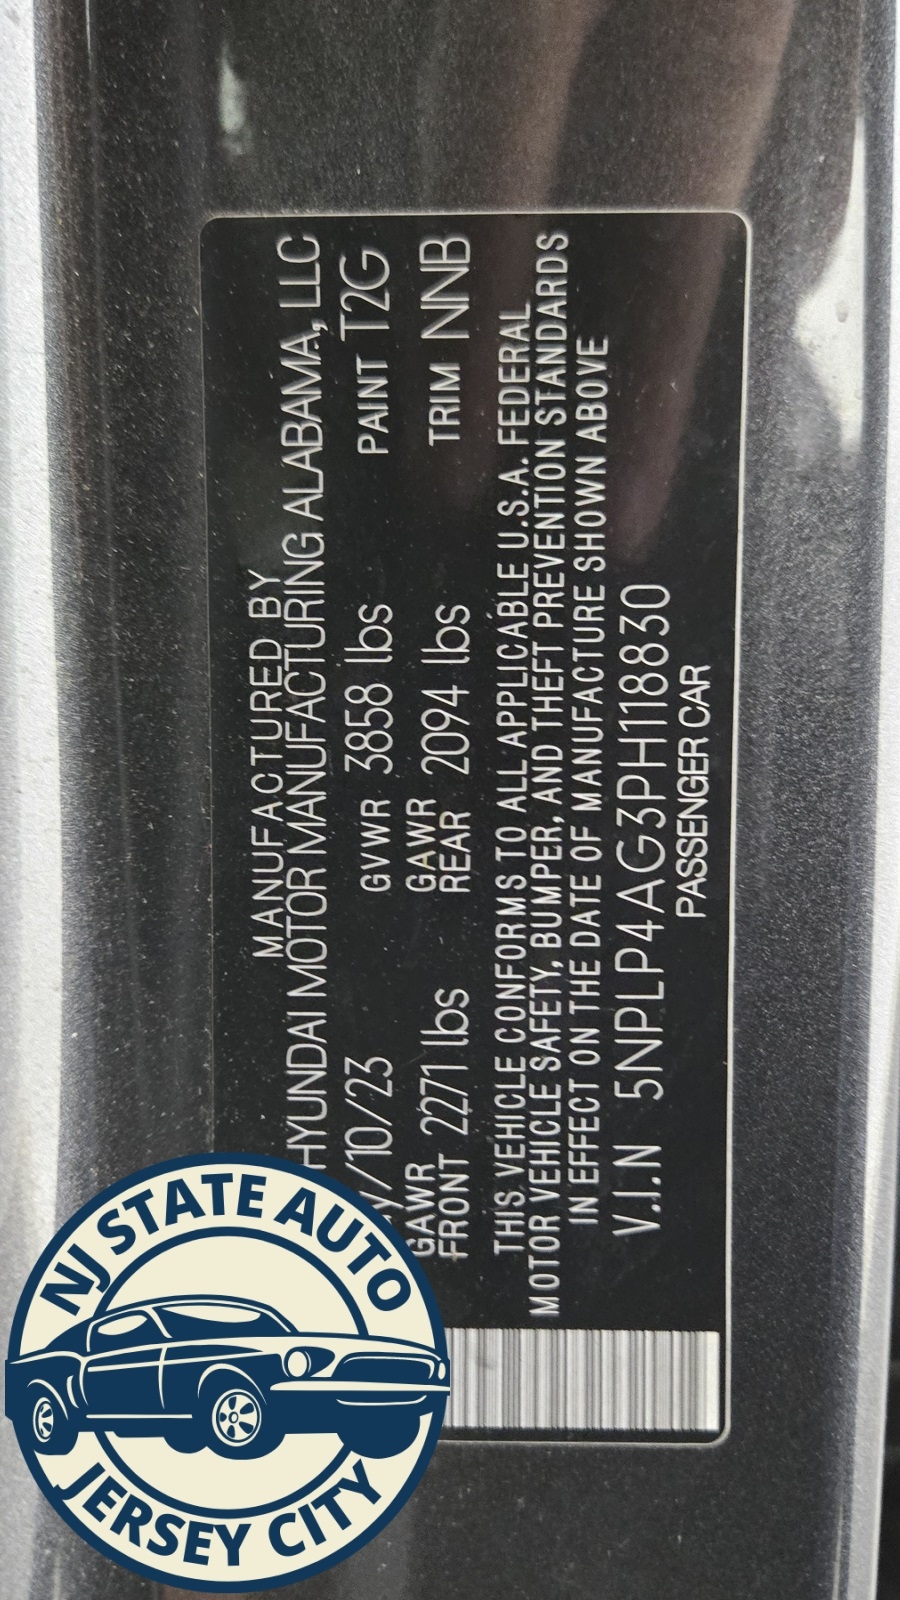 MANUFACTURED BY
HYUNDAI MOTOR MANUFACTURING ALABAMA, LLC
/10/23 GVWR 3858 lbs PAINT T2G
GAWR FRONT 2271 lbs GAWR REAR 2094 lbs TRIM NNB
THIS VEHICLE CONFORMS TO ALL APPLICABLE U.S.A. FEDERAL
MOTOR VEHICLE SAFETY, BUMPER, AND THEFT PREVENTION STANDARDS
IN EFFECT ON THE DATE OF MANUFACTURE SHOWN ABOVE
V.I.N 5NPLP4AG3PH118830
PASSENGER CAR
NJ STATE AUTO
JERSEY CITY